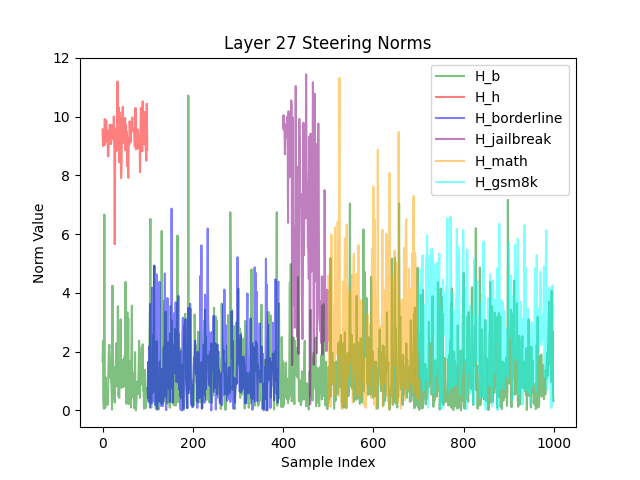 Layer 27 Steering Norms
Norm Value
12
10
8
6
4
2
0
0 200 400 600 800 1000
Sample Index
H_b
H_h
H_borderline
H_jailbreak
H_math
H_gsm8k